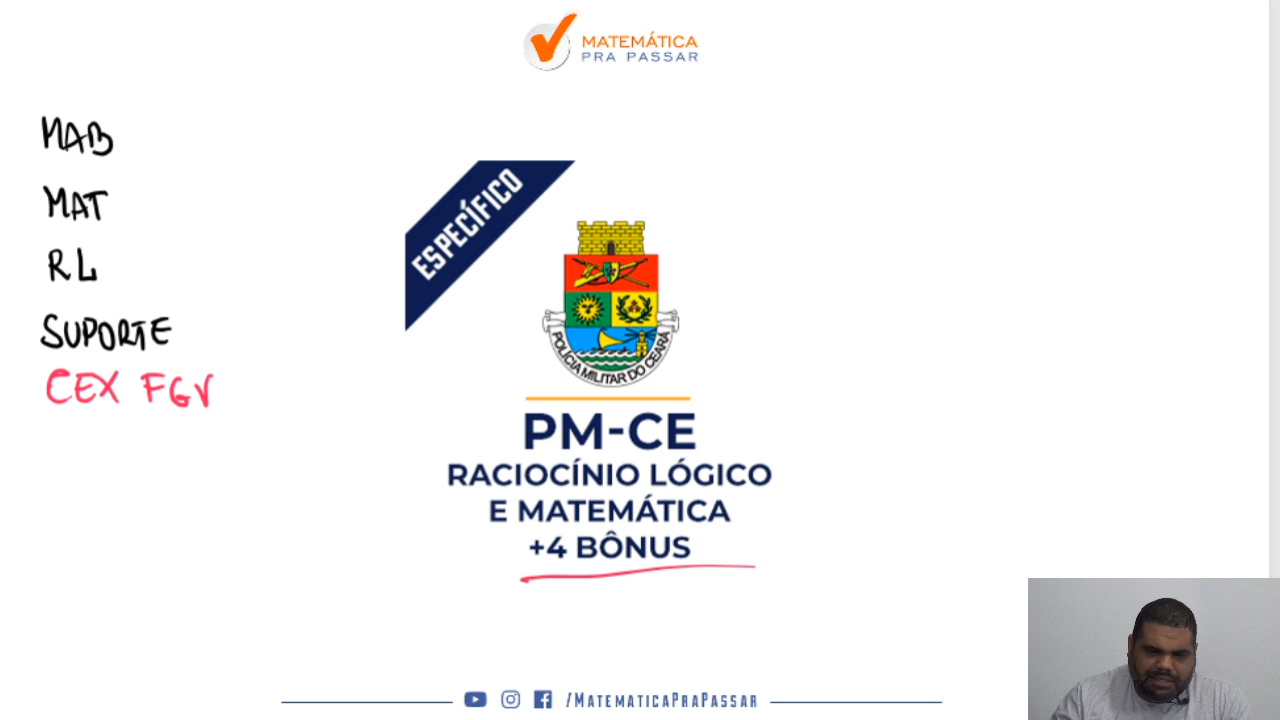 MATEMÁTICA
PRA PASSAR
MAB
MAT
RL
SUPORTE
CEX FGV
ESPECÍFICO
POLÍCIA MILITAR DO CEARÁ
PM-CE
RACIOCÍNIO LÓGICO
E MATEMÁTICA
+4 BÔNUS
/MATEMATICAPRAPASSAR